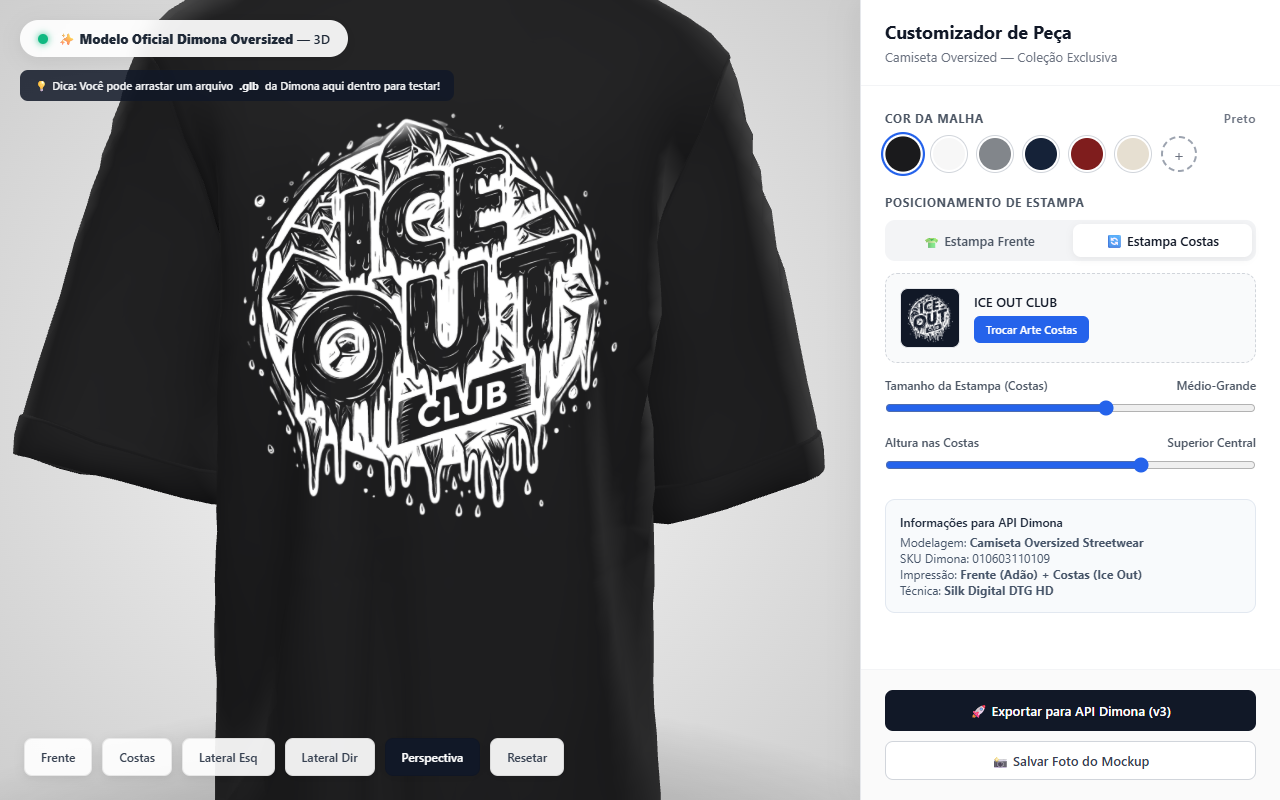 ✨ Modelo Oficial Dimona Oversized — 3D
💡 Dica: Você pode arrastar um arquivo .glb da Dimona aqui dentro para testar!
ICE
OUT
CLUB
Frente
Costas
Lateral Esq
Lateral Dir
Perspectiva
Resetar
Customizador de Peça
Camiseta Oversized — Coleção Exclusiva
COR DA MALHA
Preto
+
POSICIONAMENTO DE ESTAMPA
👕 Estampa Frente
🔄 Estampa Costas
ICE
OUT
ICE OUT CLUB
Trocar Arte Costas
Tamanho da Estampa (Costas)
Médio-Grande
Altura nas Costas
Superior Central
Informações para API Dimona
Modelagem: Camiseta Oversized Streetwear
SKU Dimona: 010603110109
Impressão: Frente (Adão) + Costas (Ice Out)
Técnica: Silk Digital DTG HD
🚀 Exportar para API Dimona (v3)
📷 Salvar Foto do Mockup